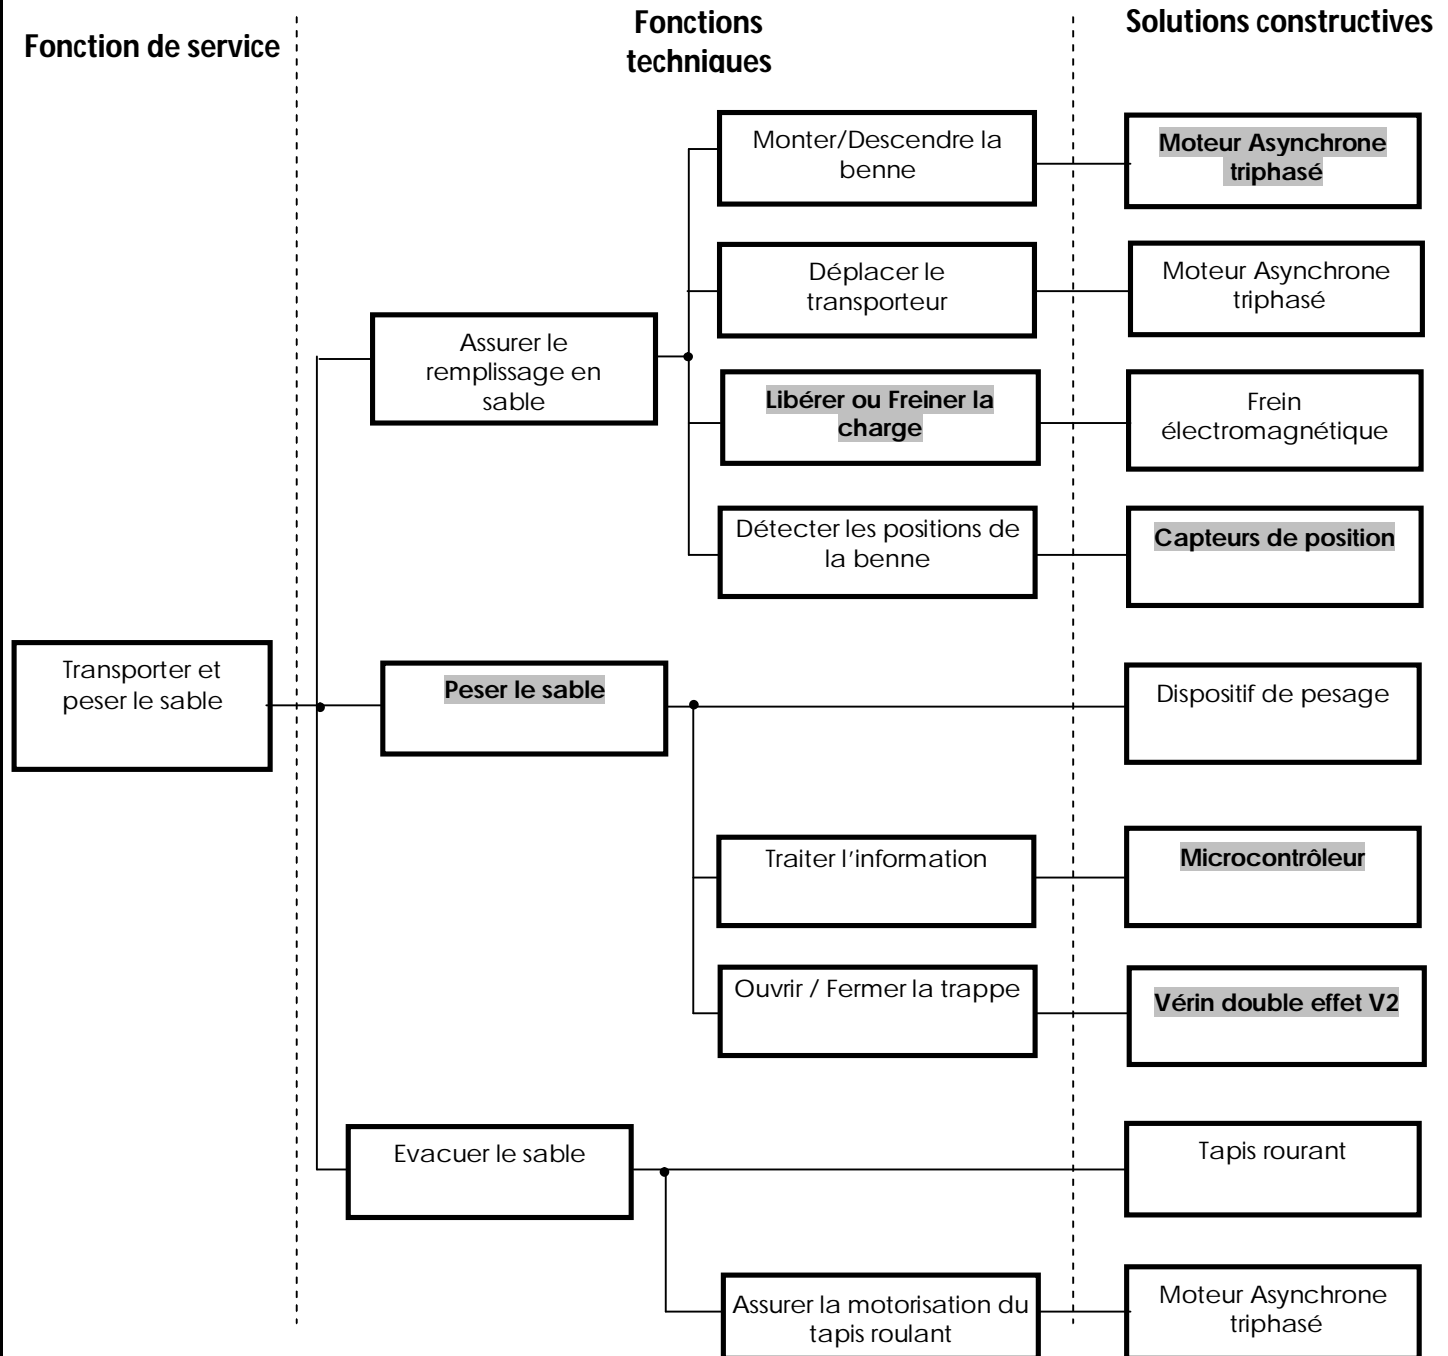 Fonction de service
Fonctions
techniques
Solutions constructives
Monter/Descendre la
benne
Moteur Asynchrone
triphasé
Déplacer le
transporteur
Moteur Asynchrone
triphasé
Assurer le
remplissage en
sable
Libérer ou Freiner la
charge
Frein
électromagnétique
Détecter les positions de
la benne
Capteurs de position
Transporter et
peser le sable
Peser le sable
Dispositif de pesage
Traiter l'information
Microcontrôleur
Ouvrir / Fermer la trappe
Vérin double effet V2
Evacuer le sable
Tapis rourant
Assurer la motorisation du
tapis roulant
Moteur Asynchrone
triphasé